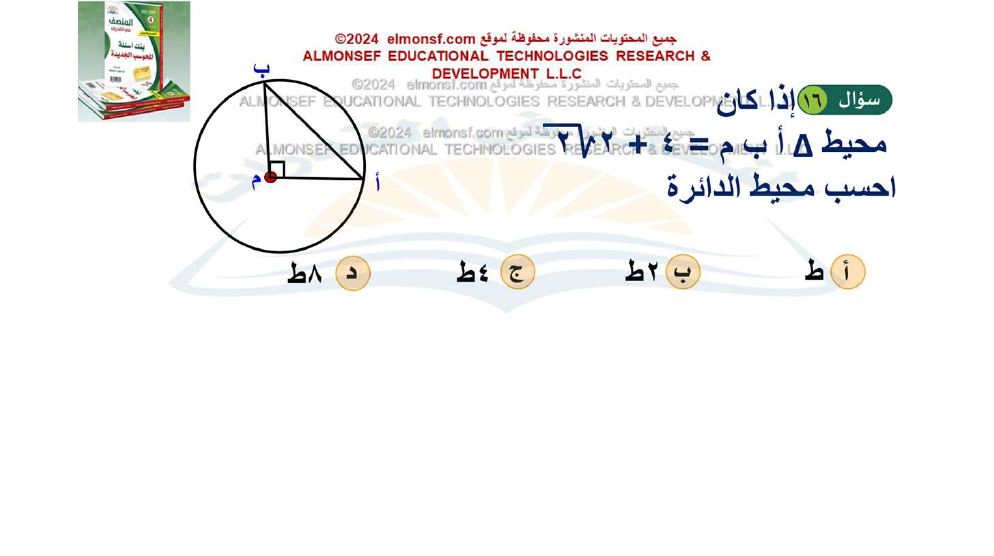 المنصف
في القدرات
بنك أسئلة
المحوسب الجديدة
جميع المحتويات المنشورة محفوظة لموقع elmonsf.com ©2024
ALMONSEF EDUCATIONAL TECHNOLOGIES RESEARCH &
DEVELOPMENT L.L.C
جميع المحتويات المنشورة محفوظة لموقع elmonsf.com ©2024
ALMONSEF EDUCATIONAL TECHNOLOGIES RESEARCH & DEVELOPMENT L.L.C
جميع المحتويات المنشورة محفوظة لموقع elmonsf.com ©2024
ALMONSEF EDUCATIONAL TECHNOLOGIES RESEARCH & DEVELOPMENT L.L.C
سؤال ١٦ إذا كان
محيط Δ أ ب م = ٤ + ٢√٢
احسب محيط الدائرة
ب
م
أ
أ ط
ب ٢ط
ج ٤ط
د ٨ط